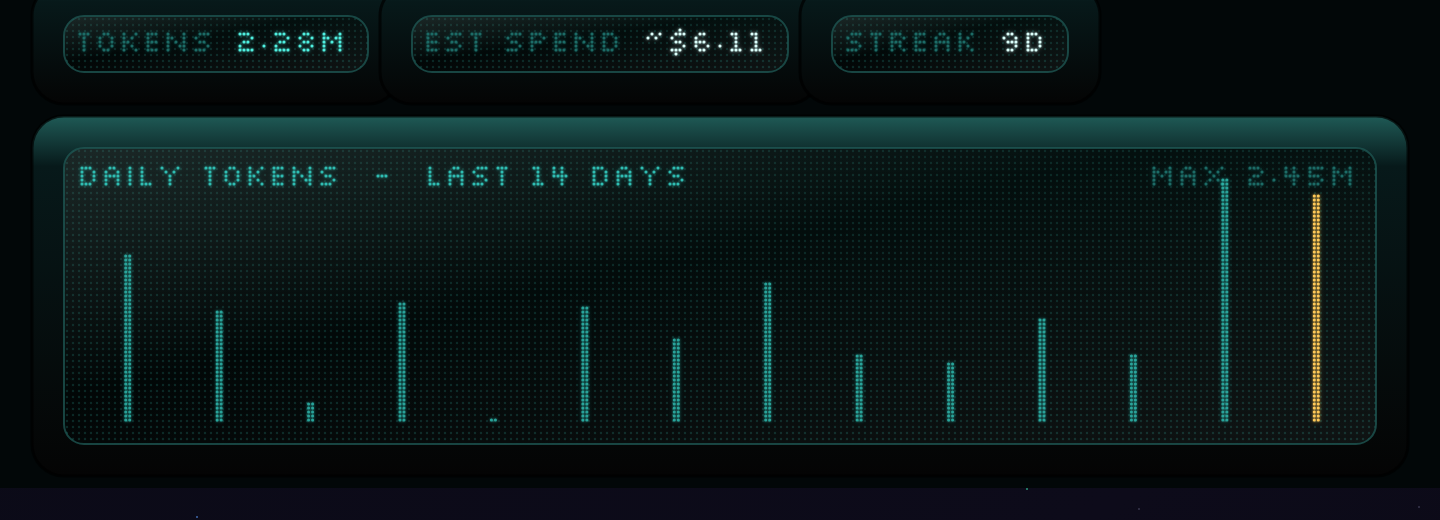 TOKENS 2.28M
EST SPEND ~$6.11
STREAK 9D
DAILY TOKENS - LAST 14 DAYS
MAX 2.45M